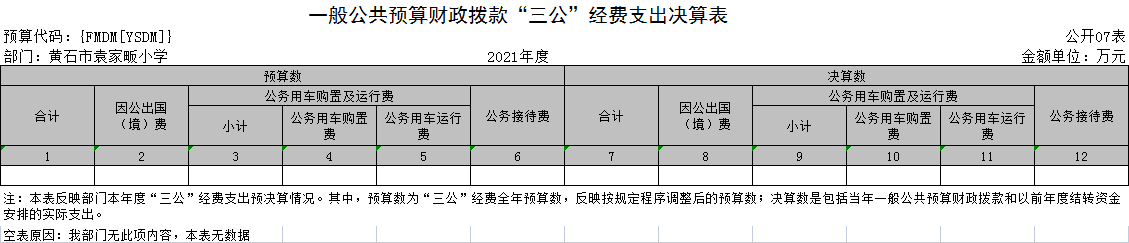 一般公共预算财政拨款“三公”经费支出决算表
预算代码：{FMDM[YSDM]}
公开07表
部门：黄石市袁家畈小学
2021年度
金额单位：万元
预算数
决算数
合计
因公出国
（境）费
公务用车购置及运行费
小计
公务用车购置
费
公务用车运行
费
公务接待费
合计
因公出国
（境）费
公务用车购置及运行费
小计
公务用车购置
费
公务用车运行
费
公务接待费
1 2 3 4 5 6 7 8 9 10 11 12
注：本表反映部门本年度“三公”经费支出预决算情况。其中，预算数为“三公”经费全年预算数，反映按规定程序调整后的预算数；决算数是包括当年一般公共预算财政拨款和以前年度结转资金
安排的实际支出。
空表原因：我部门无此项内容，本表无数据